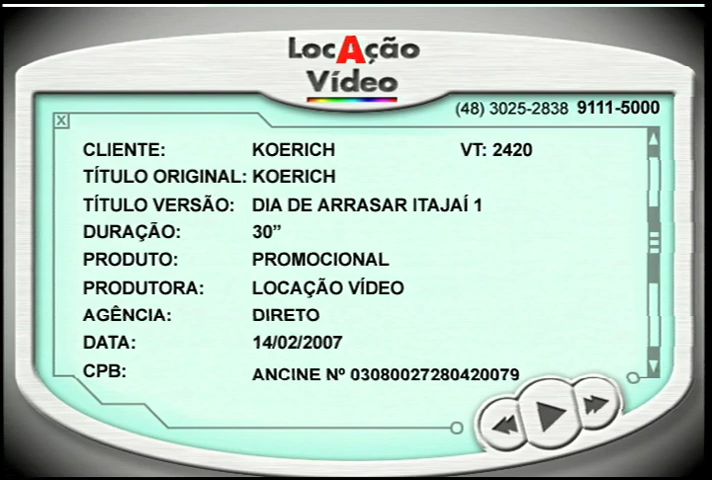 LocAção
Vídeo
(48) 3025-2838 9111-5000
X
CLIENTE: KOERICH VT: 2420
TÍTULO ORIGINAL: KOERICH
TÍTULO VERSÃO: DIA DE ARRASAR ITAJAÍ 1
DURAÇÃO: 30”
PRODUTO: PROMOCIONAL
PRODUTORA: LOCAÇÃO VÍDEO
AGÊNCIA: DIRETO
DATA: 14/02/2007
CPB: ANCINE Nº 03080027280420079